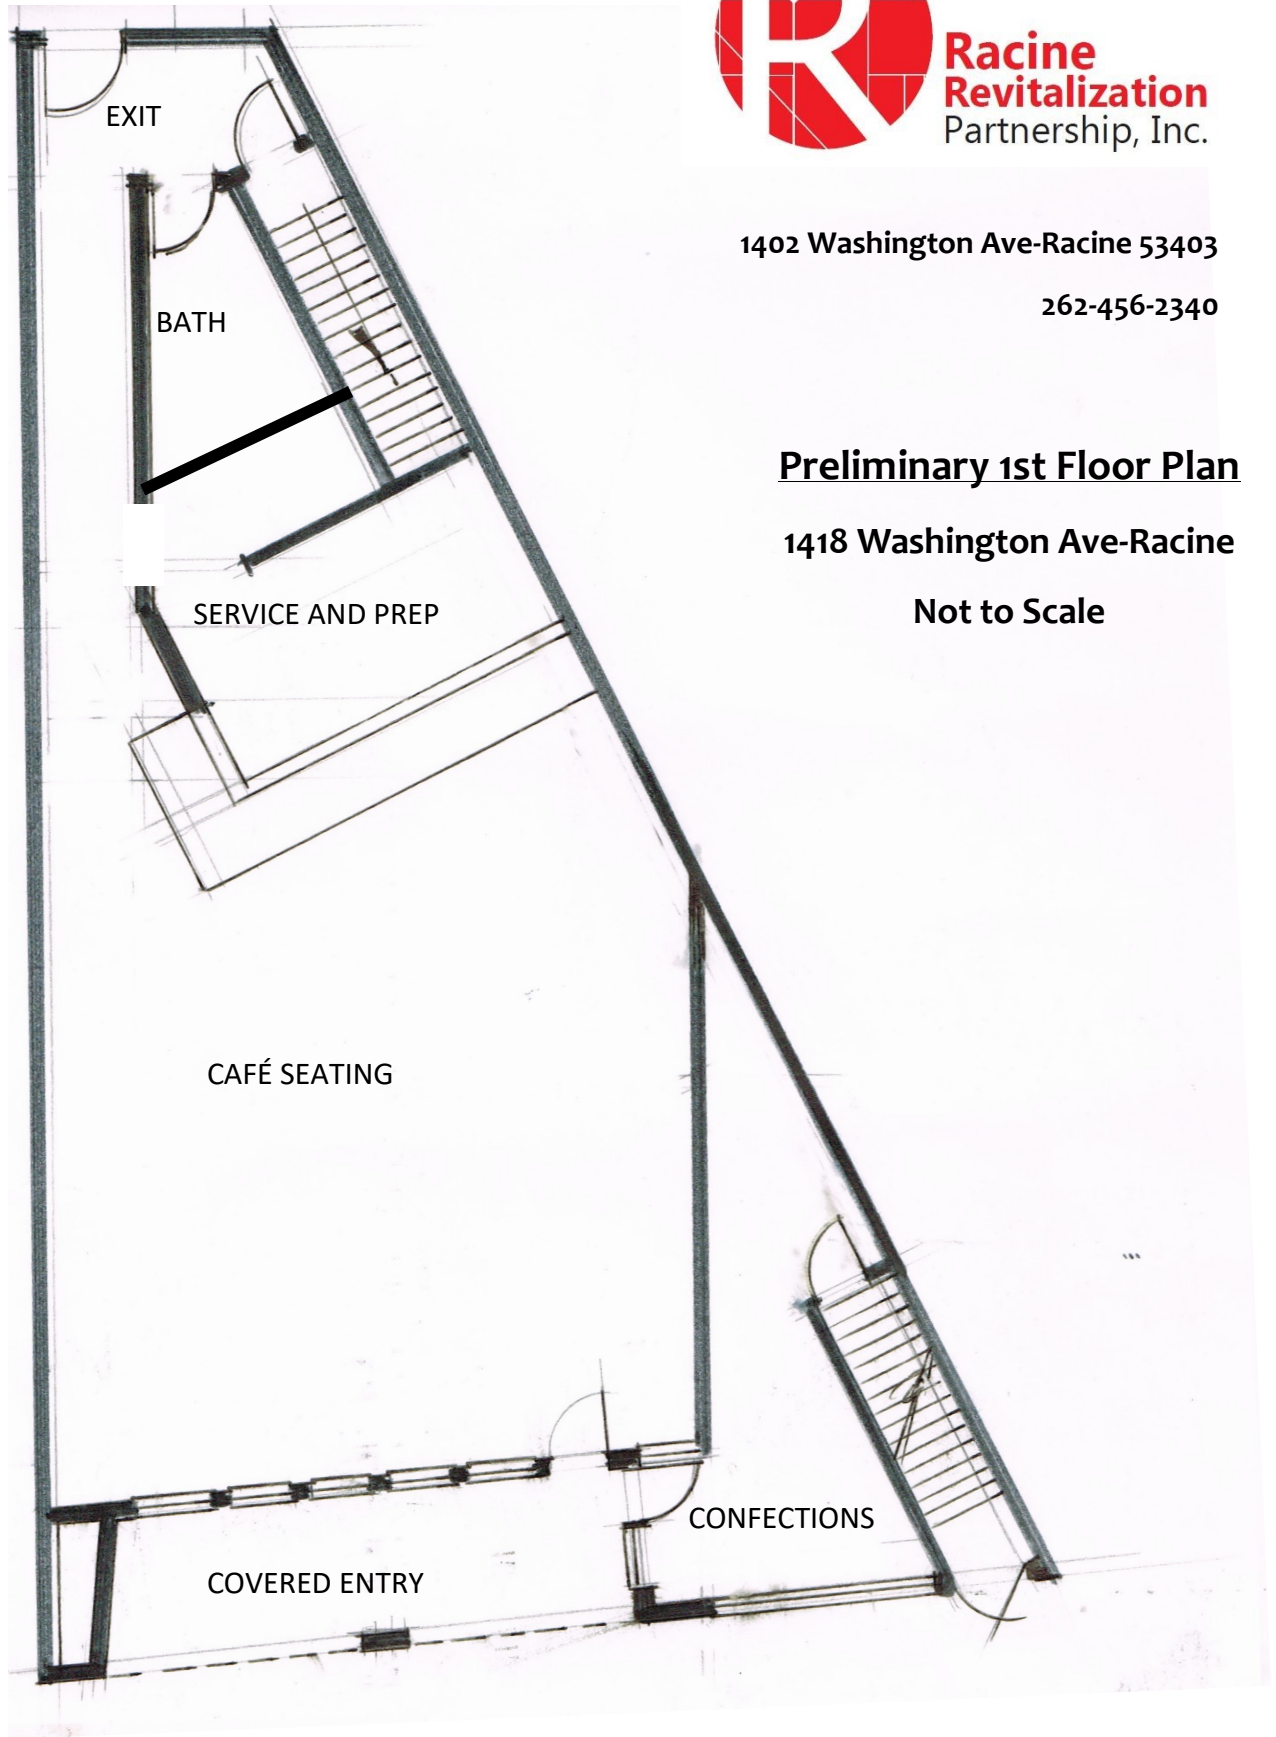 Racine
Revitalization
Partnership, Inc.
1402 Washington Ave-Racine 53403
262-456-2340
Preliminary 1st Floor Plan
1418 Washington Ave-Racine
Not to Scale
EXIT
BATH
SERVICE AND PREP
CAFÉ SEATING
CONFECTIONS
COVERED ENTRY